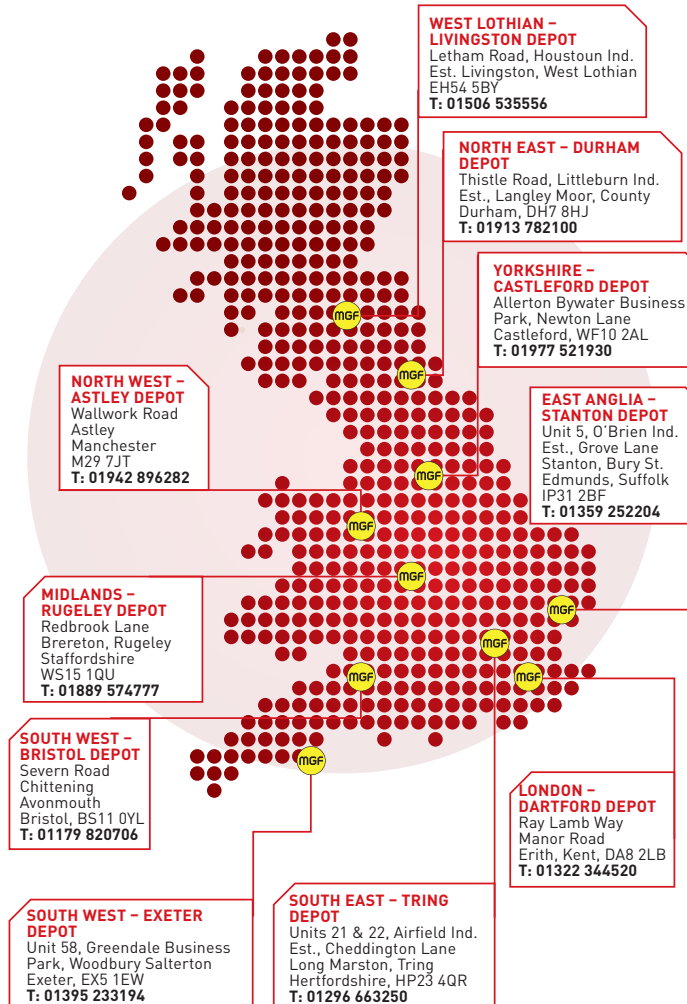 WEST LOTHIAN –
LIVINGSTON DEPOT
Letham Road, Houstoun Ind.
Est. Livingston, West Lothian
EH54 5BY
T: 01506 535556
NORTH EAST – DURHAM
DEPOT
Thistle Road, Littleburn Ind.
Est., Langley Moor, County
Durham, DH7 8HJ
T: 01913 782100
YORKSHIRE –
CASTLEFORD DEPOT
Allerton Bywater Business
Park, Newton Lane
Castleford, WF10 2AL
T: 01977 521930
MGF
MGF
NORTH WEST –
ASTLEY DEPOT
Wallwork Road
Astley
Manchester
M29 7JT
T: 01942 896282
EAST ANGLIA –
STANTON DEPOT
Unit 5, O'Brien Ind.
Est., Grove Lane
Stanton, Bury St.
Edmunds, Suffolk
IP31 2BF
T: 01359 252204
MGF
MGF
MGF
MGF
MIDLANDS –
RUGELEY DEPOT
Redbrook Lane
Brereton, Rugeley
Staffordshire
WS15 1QU
T: 01889 574777
MGF
MGF
MGF
SOUTH WEST –
BRISTOL DEPOT
Severn Road
Chittening
Avonmouth
Bristol, BS11 0YL
T: 01179 820706
MGF
LONDON –
DARTFORD DEPOT
Ray Lamb Way
Manor Road
Erith, Kent, DA8 2LB
T: 01322 344520
SOUTH WEST – EXETER
DEPOT
Unit 58, Greendale Business
Park, Woodbury Salterton
Exeter, EX5 1EW
T: 01395 233194
SOUTH EAST – TRING
DEPOT
Units 21 & 22, Airfield Ind.
Est., Cheddington Lane
Long Marston, Tring
Hertfordshire, HP23 4QR
T: 01296 663250